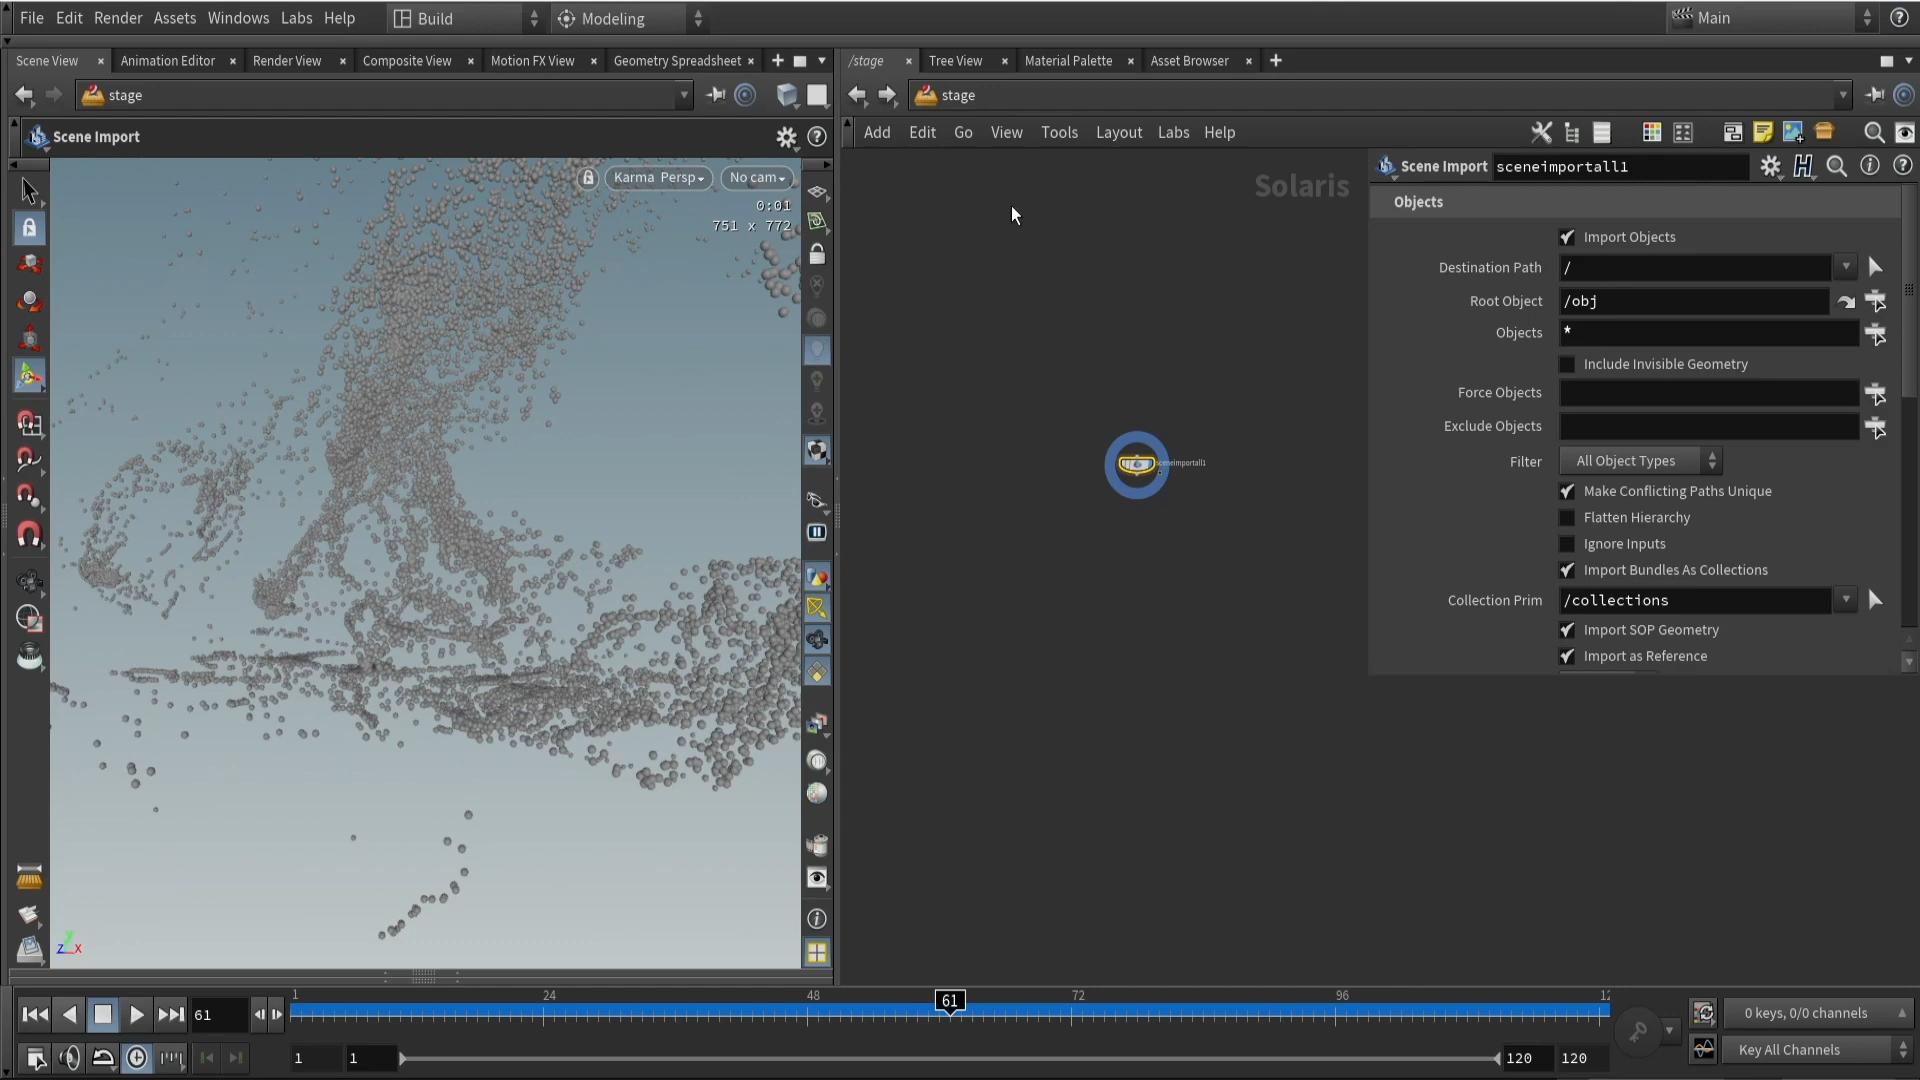 File Edit Render Assets Windows Labs Help Build Modeling Main
Scene View Animation Editor Render View Composite View Motion FX View Geometry Spreadsheet
/stage Tree View Material Palette Asset Browser
stage
stage
Scene Import
Add Edit Go View Tools Layout Labs Help
Karma Persp No cam
0:01
751 x 772
Solaris
sceneimportall1
Scene Import sceneimportall1
Objects
Import Objects
Destination Path /
Root Object /obj
Objects *
Include Invisible Geometry
Force Objects
Exclude Objects
Filter All Object Types
Make Conflicting Paths Unique
Flatten Hierarchy
Ignore Inputs
Import Bundles As Collections
Collection Prim /collections
Import SOP Geometry
Import as Reference
z y x
61 1 24 48 61 72 96 12
0 keys, 0/0 channels
1 1 120 120
Key All Channels